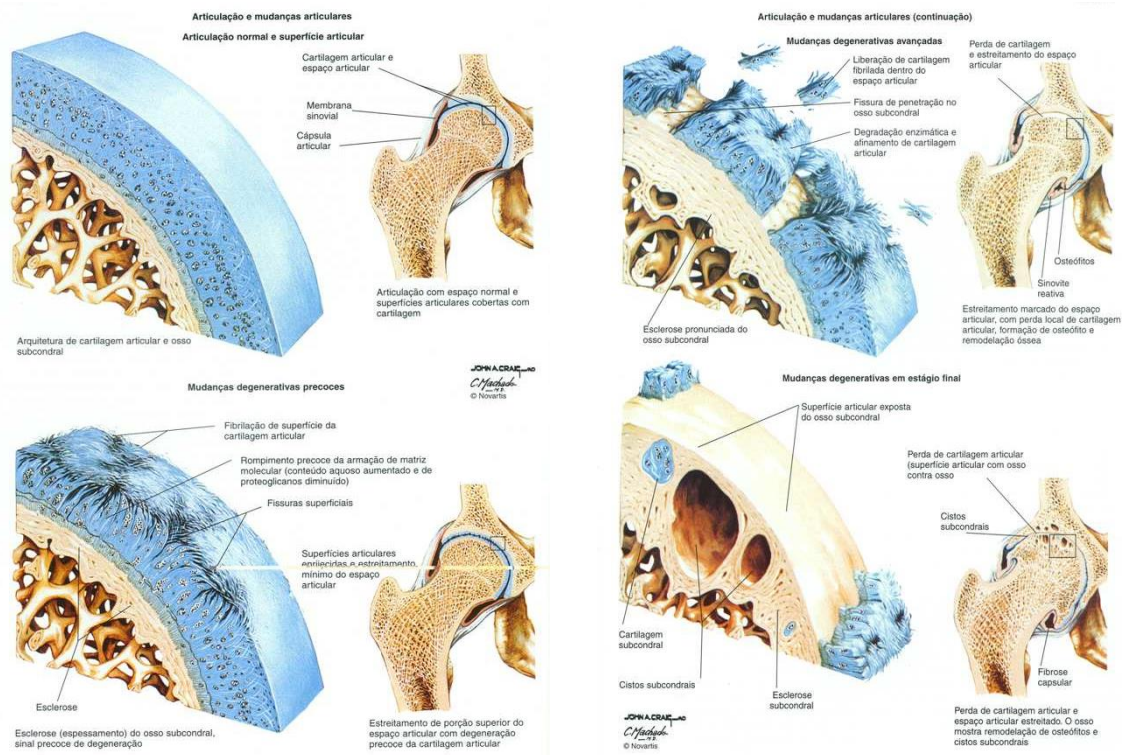 Articulação e mudanças articulares
Articulação normal e superfície articular
Cartilagem articular e
espaço articular
Membrana
sinovial
Cápsula
articular
Articulação com espaço normal e
superfícies articulares cobertas com
cartilagem
Arquitetura de cartilagem articular e osso
subcondral
JOHN A. CRAIG MD
C. Machado
M.D.
© Novartis
Mudanças degenerativas precoces
Fibrilação de superfície da
cartilagem articular
Rompimento precoce da armação de matriz
molecular (conteúdo aquoso aumentado e de
proteoglicanos diminuído)
Fissuras superficiais
Superfícies articulares
enrijecidas e estreitamento
mínimo do espaço
articular
Esclerose
Esclerose (espessamento) do osso subcondral,
sinal precoce de degeneração
Estreitamento de porção superior do
espaço articular com degeneração
precoce da cartilagem articular
Articulação e mudanças articulares (continuação)
Mudanças degenerativas avançadas
Liberação de cartilagem
fibrilada dentro do
espaço articular
Fissura de penetração no
osso subcondral
Degradação enzimática e
afinamento de cartilagem
articular
Perda de cartilagem
e estreitamento do espaço
articular
Osteófitos
Sinovite
reativa
Esclerose pronunciada do
osso subcondral
Estreitamento marcado do espaço
articular, com perda local de cartilagem
articular, formação de osteófito e
remodelação óssea
Mudanças degenerativas em estágio final
Superfície articular exposta
do osso subcondral
Perda de cartilagem articular
(superfície articular com osso
contra osso
Cistos
subcondrais
Cartilagem
subcondral
Cistos subcondrais
Esclerose
subcondral
Fibrose
capsular
Perda de cartilagem articular e
espaço articular estreitado. O osso
mostra remodelação de osteófitos e
cistos subcondrais
JOHN A. CRAIG MD
C. Machado
M.D.
© Novartis